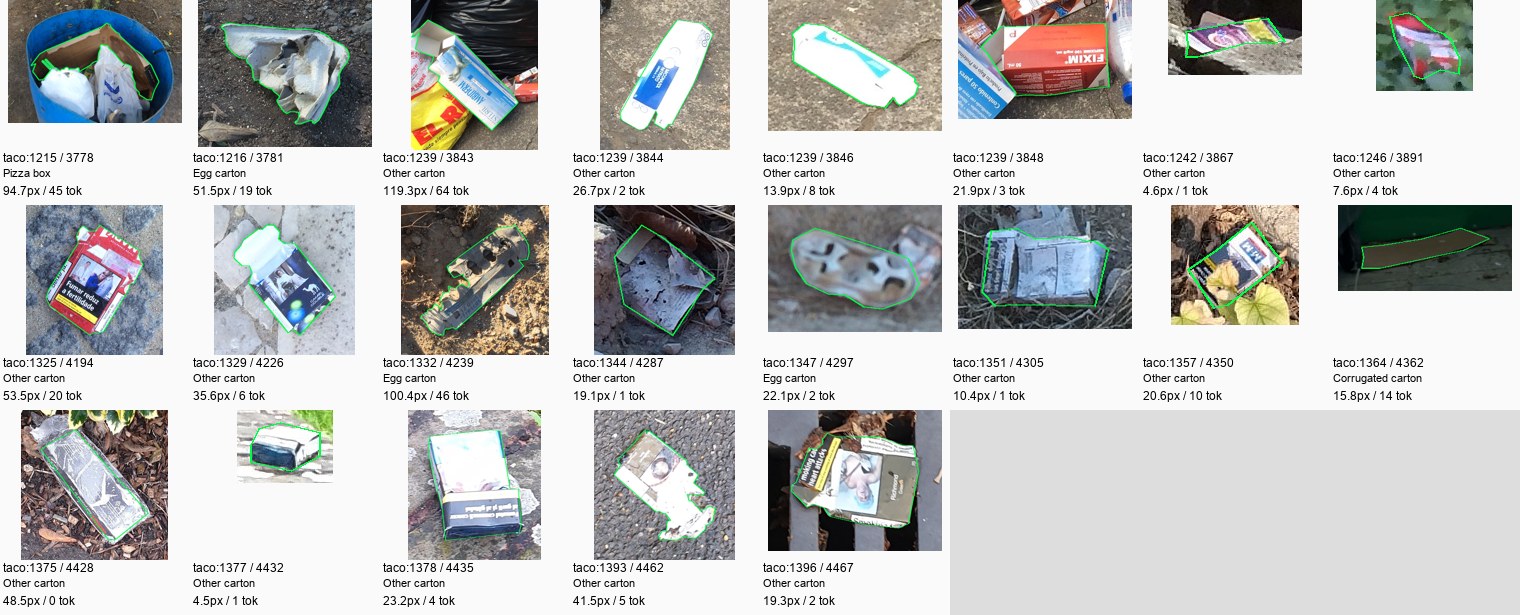 taco:1215 / 3778
Pizza box
94.7px / 45 tok
taco:1216 / 3781
Egg carton
51.5px / 19 tok
taco:1239 / 3843
Other carton
119.3px / 64 tok
taco:1239 / 3844
Other carton
26.7px / 2 tok
taco:1239 / 3846
Other carton
13.9px / 8 tok
FIXIM
taco:1239 / 3848
Other carton
21.9px / 3 tok
taco:1242 / 3867
Other carton
4.6px / 1 tok
taco:1246 / 3891
Other carton
7.6px / 4 tok
Fumar reduz
a fertilidade
taco:1325 / 4194
Other carton
53.5px / 20 tok
taco:1329 / 4226
Other carton
35.6px / 6 tok
taco:1332 / 4239
Egg carton
100.4px / 46 tok
taco:1344 / 4287
Other carton
19.1px / 1 tok
taco:1347 / 4297
Egg carton
22.1px / 2 tok
taco:1351 / 4305
Other carton
10.4px / 1 tok
taco:1357 / 4350
Other carton
20.6px / 10 tok
taco:1364 / 4362
Corrugated carton
15.8px / 14 tok
taco:1375 / 4428
Other carton
48.5px / 0 tok
taco:1377 / 4432
Other carton
4.5px / 1 tok
taco:1378 / 4435
Other carton
23.2px / 4 tok
taco:1393 / 4462
Other carton
41.5px / 5 tok
taco:1396 / 4467
Other carton
19.3px / 2 tok